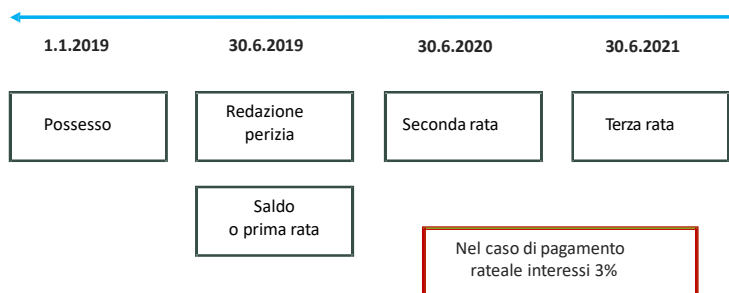 1.1.2019
30.6.2019
30.6.2020
30.6.2021
Possesso
Redazione
perizia
Seconda rata
Terza rata
Saldo
o prima rata
Nel caso di pagamento
rateale interessi 3%